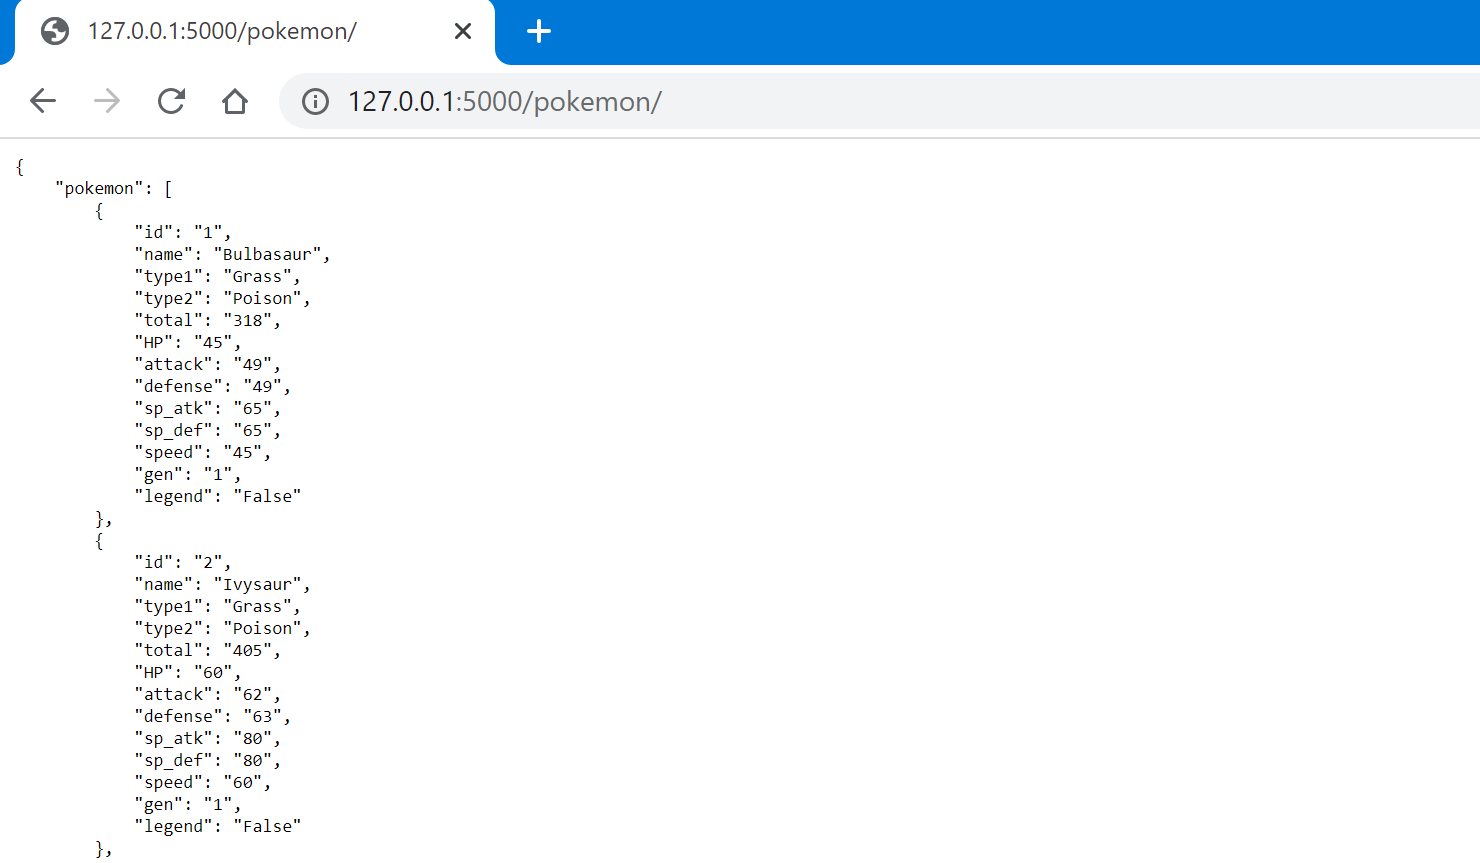 127.0.0.1:5000/pokemon/
127.0.0.1:5000/pokemon/
{
    "pokemon": [
        {
            "id": "1",
            "name": "Bulbasaur",
            "type1": "Grass",
            "type2": "Poison",
            "total": "318",
            "HP": "45",
            "attack": "49",
            "defense": "49",
            "sp_atk": "65",
            "sp_def": "65",
            "speed": "45",
            "gen": "1",
            "legend": "False"
        },
        {
            "id": "2",
            "name": "Ivysaur",
            "type1": "Grass",
            "type2": "Poison",
            "total": "405",
            "HP": "60",
            "attack": "62",
            "defense": "63",
            "sp_atk": "80",
            "sp_def": "80",
            "speed": "60",
            "gen": "1",
            "legend": "False"
        },